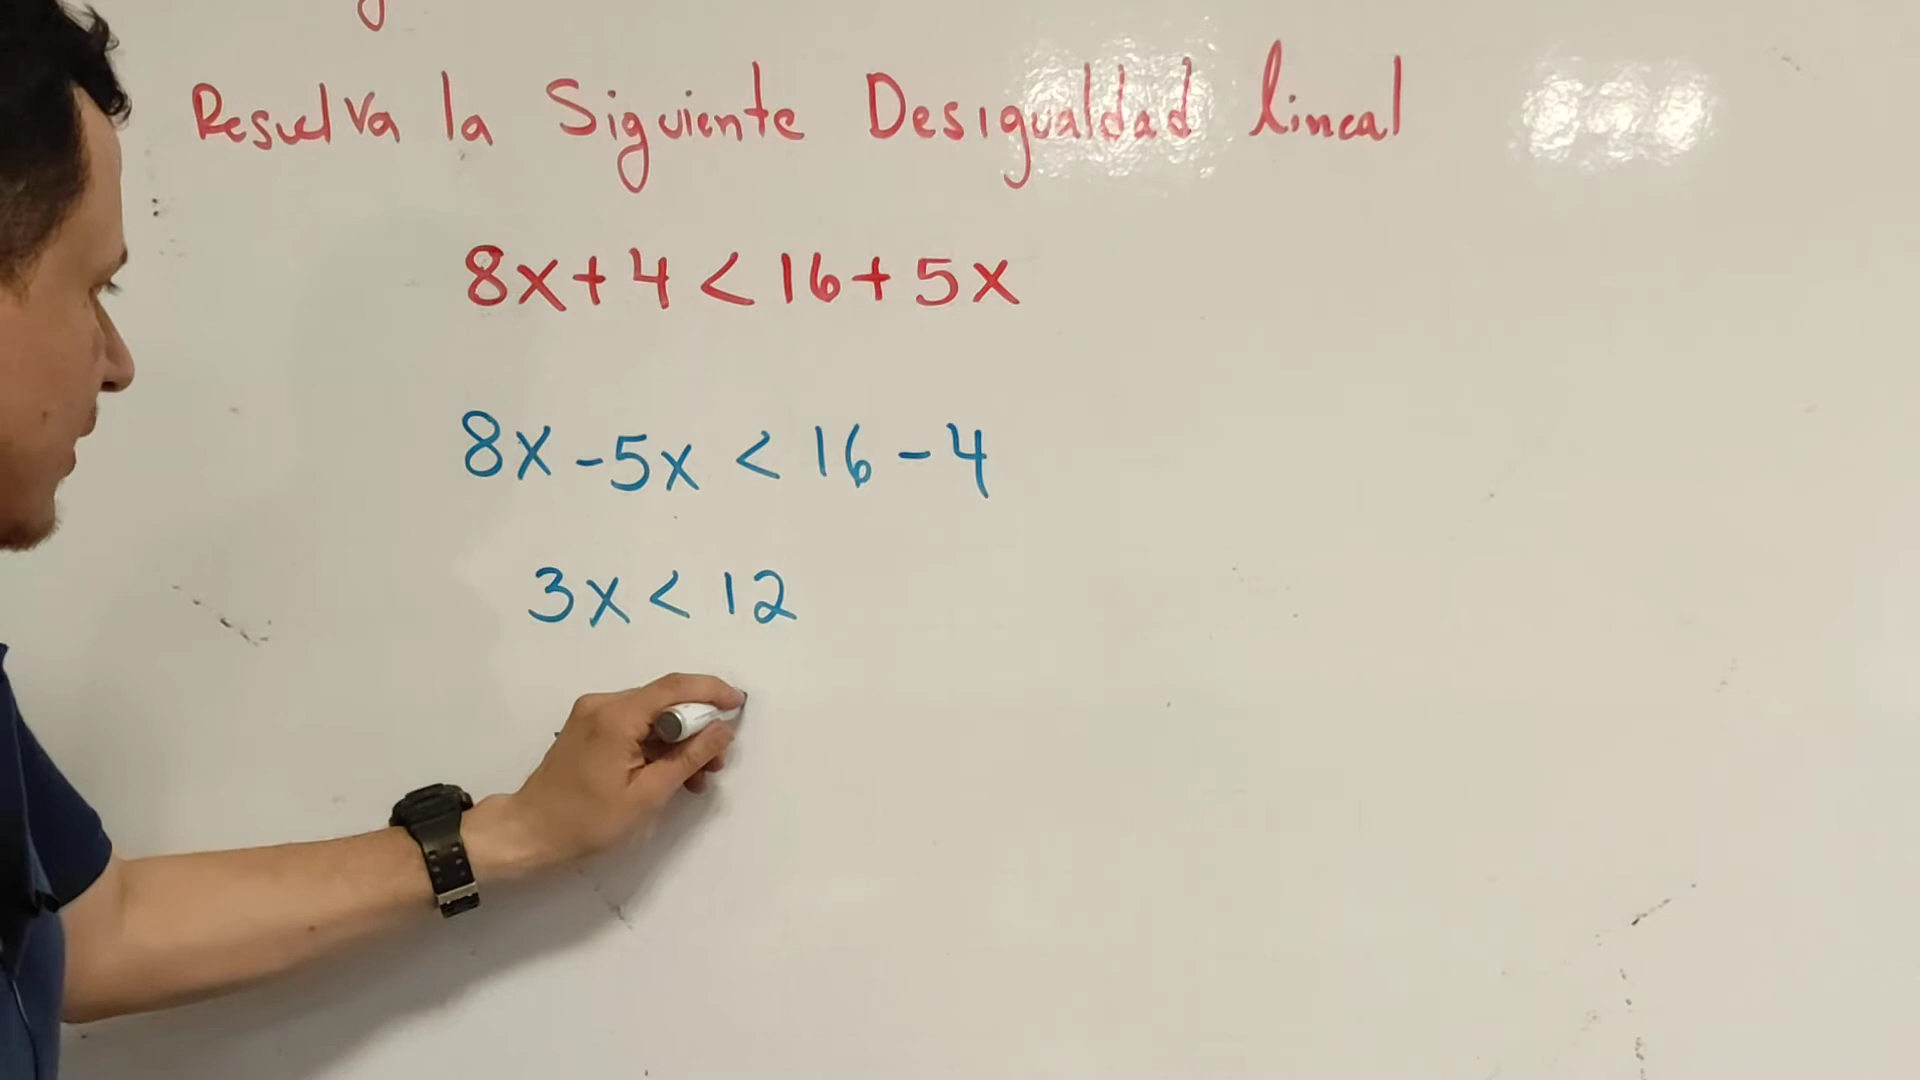 Resuelva la Siguiente Desigualdad lineal
8x+4<16+5x
8x-5x<16-4
3x<12